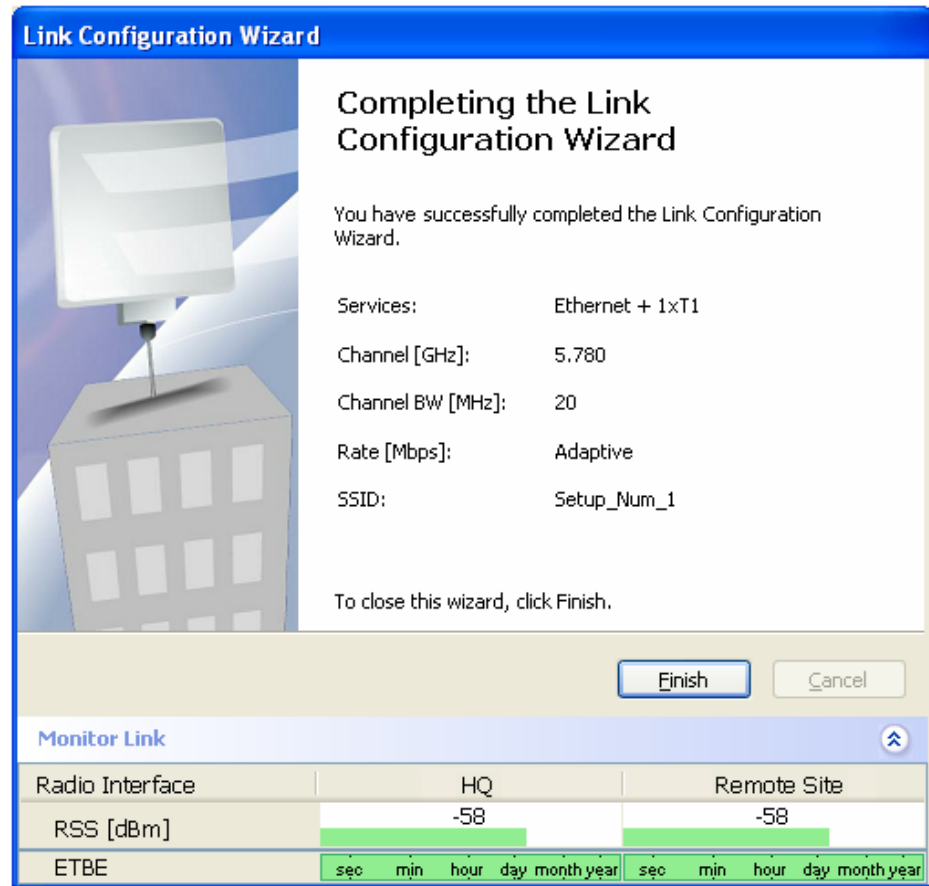 Link Configuration Wizard
Completing the Link
Configuration Wizard
You have successfully completed the Link Configuration
Wizard.
Services: Ethernet + 1xT1
Channel [GHz]: 5.780
Channel BW [MHz]: 20
Rate [Mbps]: Adaptive
SSID: Setup_Num_1
To close this wizard, click Finish.
Finish Cancel
Monitor Link
Radio Interface HQ Remote Site
RSS [dBm] -58 -58
ETBE sec min hour day month year sec min hour day month year